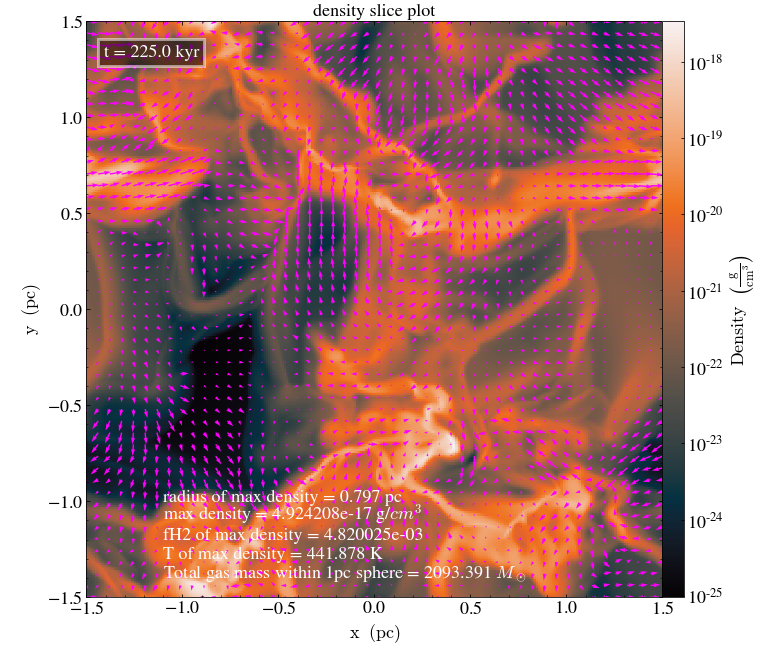 density slice plot
t = 225.0 kyr
1.5
1.0
0.5
0.0
−0.5
−1.0
−1.5
y (pc)
radius of max density = 0.797 pc
max density = 4.924208e-17 g/cm³
fH2 of max density = 4.820025e-03
T of max density = 441.878 K
Total gas mass within 1pc sphere = 2093.391 M☉
−1.5 −1.0 −0.5 0.0 0.5 1.0 1.5
x (pc)
10⁻¹⁸
10⁻¹⁹
10⁻²⁰
10⁻²¹
10⁻²²
10⁻²³
10⁻²⁴
10⁻²⁵
Density (g/cm³)